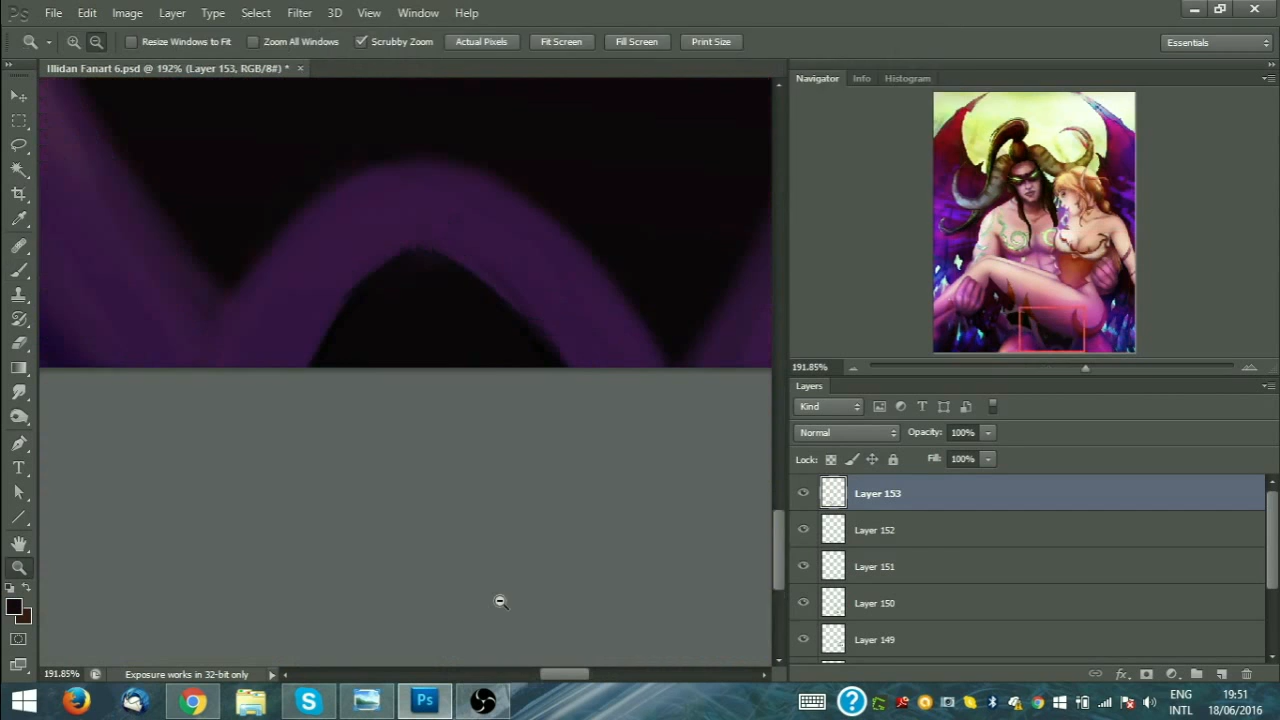 Ps File Edit Image Layer Type Select Filter 3D View Window Help
Resize Windows to Fit Zoom All Windows Scrubby Zoom Actual Pixels Fit Screen Fill Screen Print Size Essentials
Illidan Fanart 6.psd @ 192% (Layer 153, RGB/8#) *
Navigator Info Histogram
191.85%
Layers
Kind
Normal Opacity: 100%
Lock: Fill: 100%
Layer 153
Layer 152
Layer 151
Layer 150
Layer 149
191.85% Exposure works in 32-bit only
Ps
ENG 19:51
INTL 18/06/2016